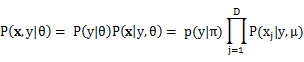 P(x,y|θ) = P(y|θ)P(x|y,θ) = p(y|π) ∏_{j=1}^{D} P(x_j|y,μ)